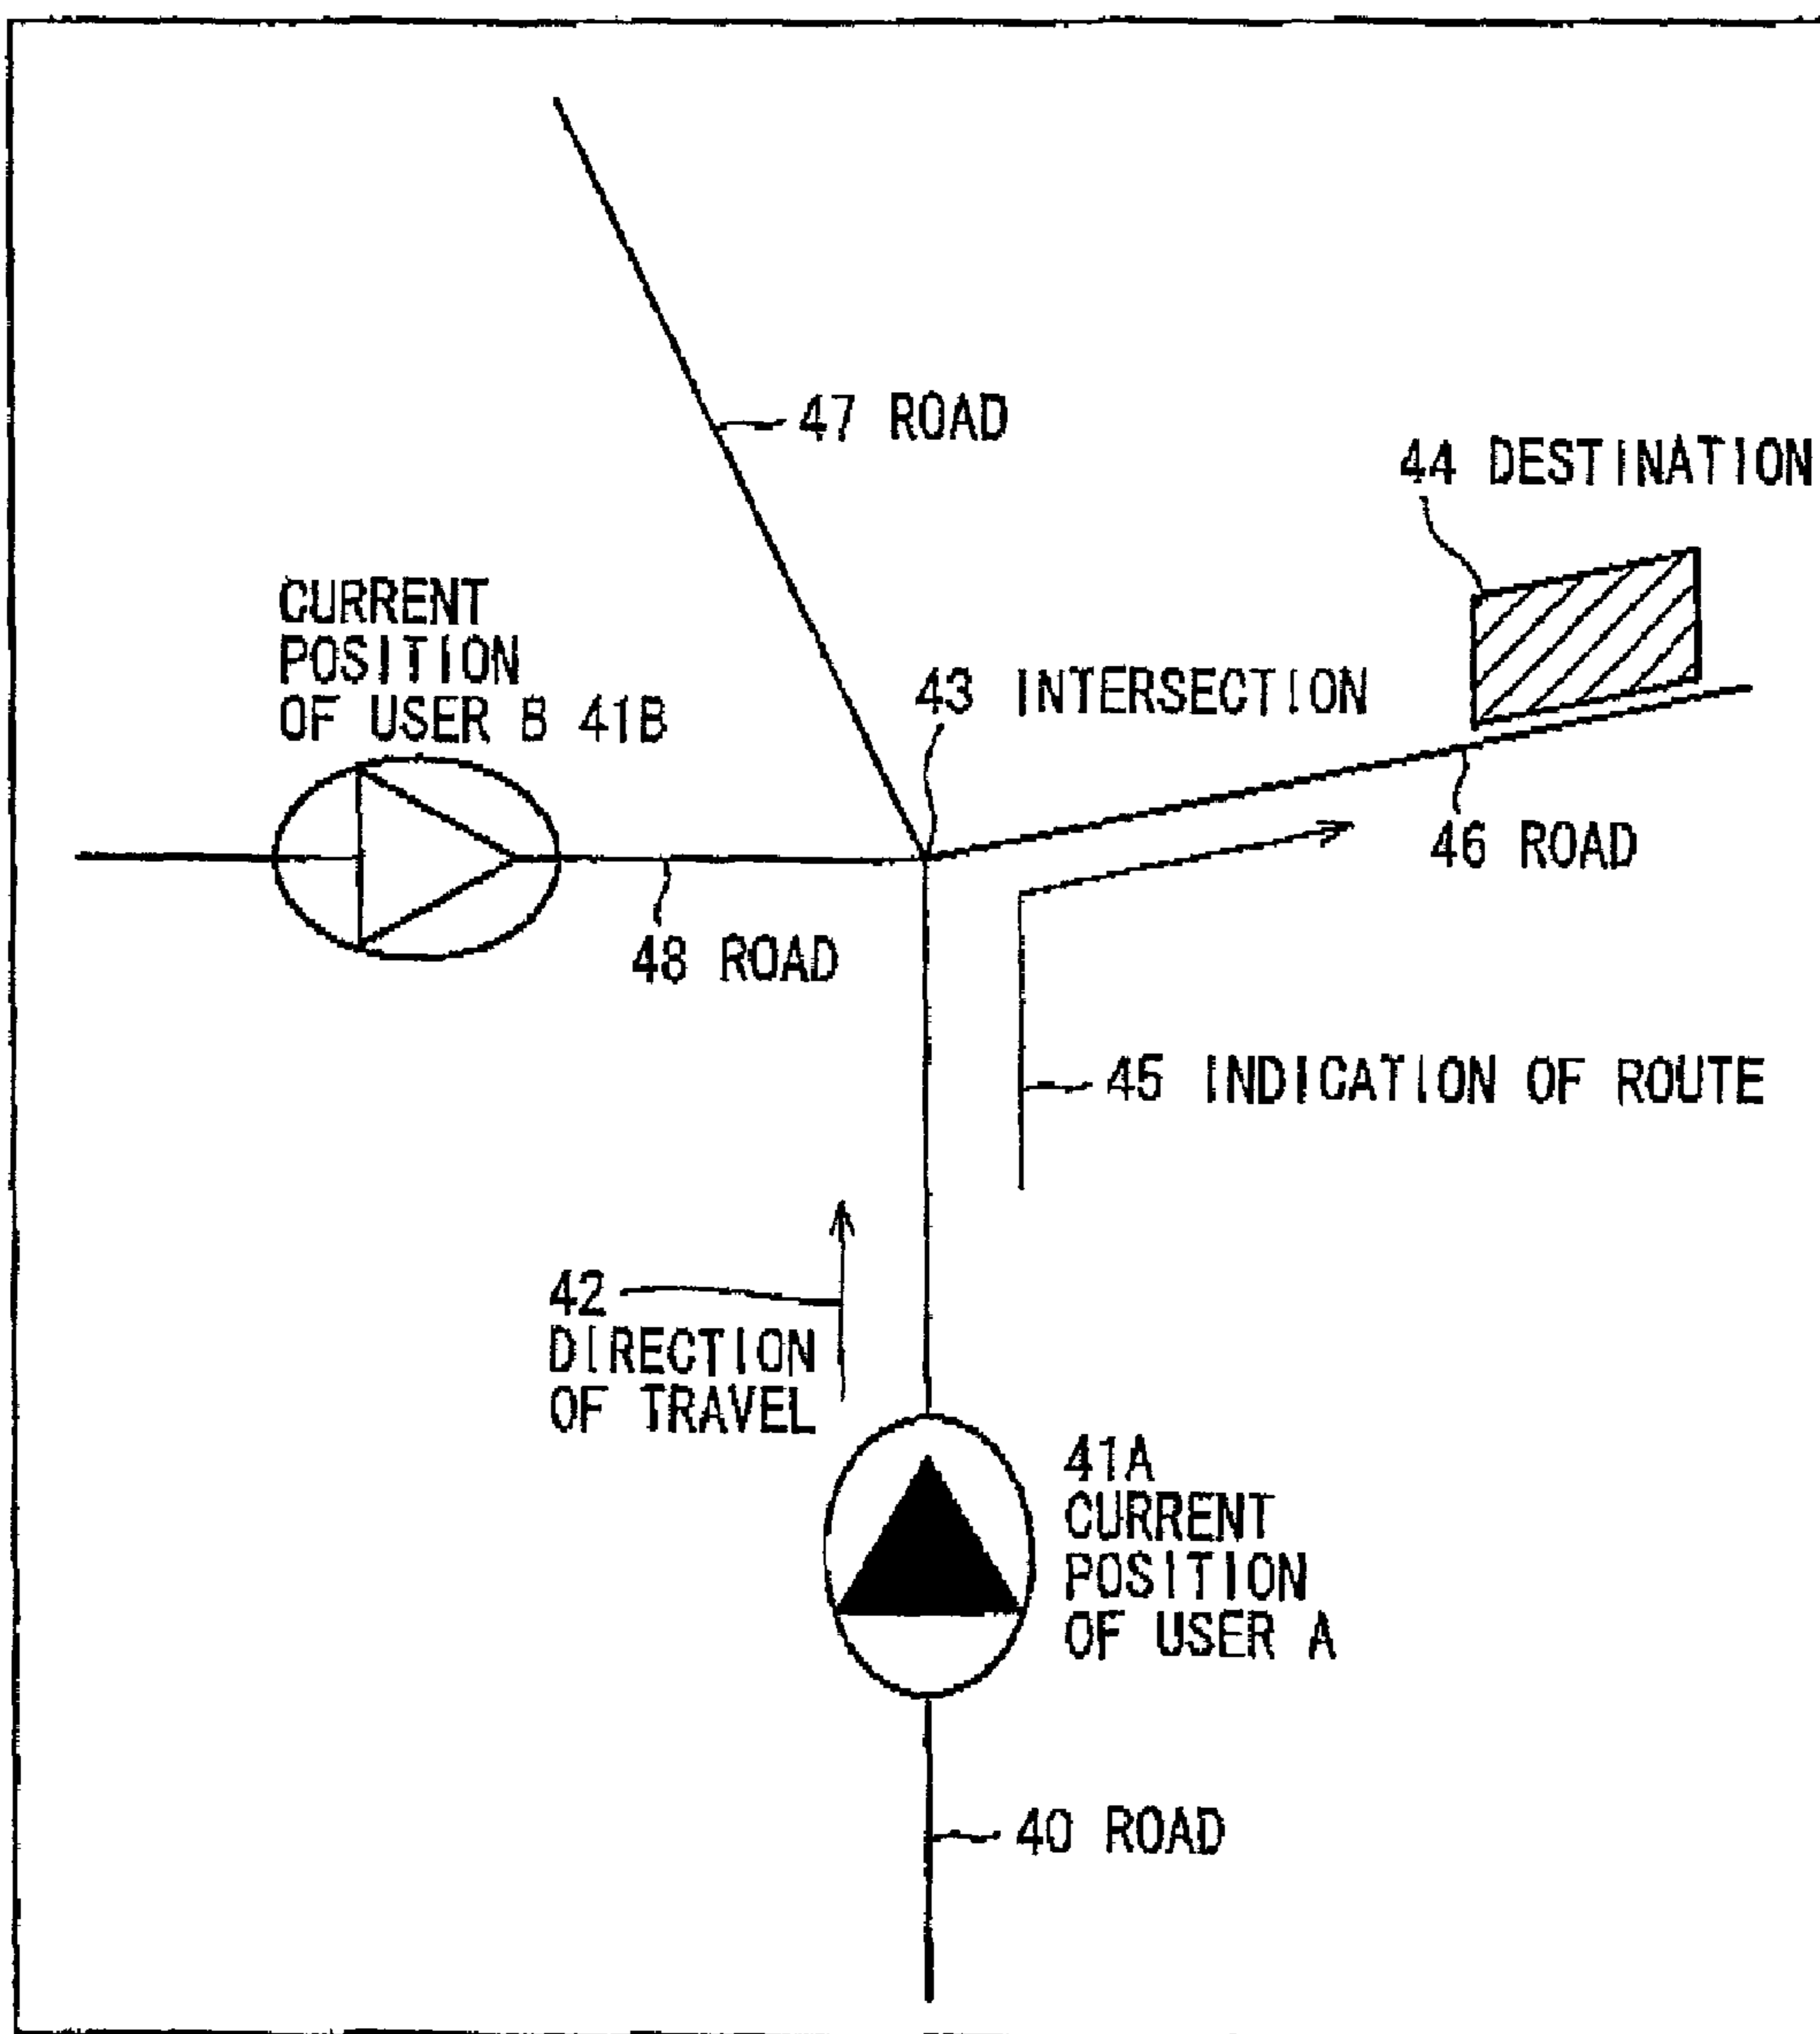 47 ROAD
44 DESTINATION
CURRENT
POSITION
OF USER B 41B
43 INTERSECTION
46 ROAD
48 ROAD
45 INDICATION OF ROUTE
42
DIRECTION
OF TRAVEL
41A
CURRENT
POSITION
OF USER A
40 ROAD